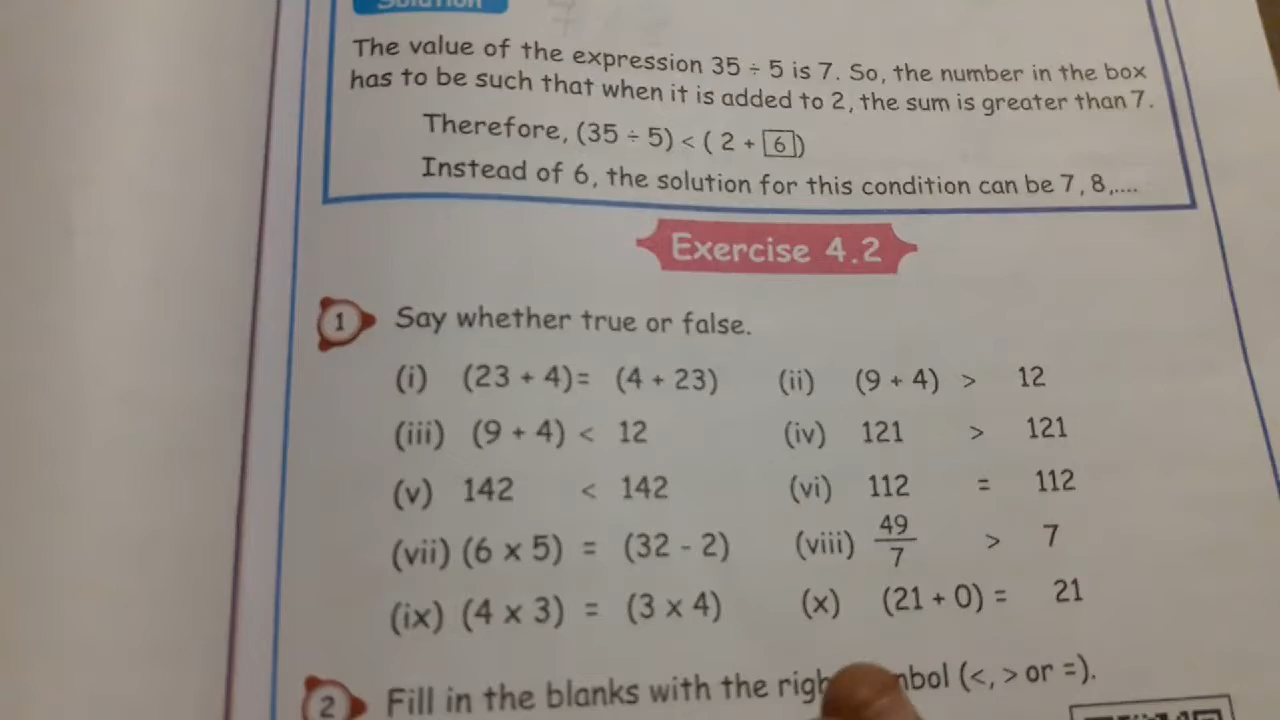 Solution
The value of the expression 35 ÷ 5 is 7. So, the number in the box
has to be such that when it is added to 2, the sum is greater than 7.
Therefore, (35 ÷ 5) < ( 2 + 6)
Instead of 6, the solution for this condition can be 7, 8,....
Exercise 4.2
1 Say whether true or false.
(i) (23 + 4)= (4 + 23) (ii) (9 + 4) > 12
(iii) (9 + 4) < 12 (iv) 121 > 121
(v) 142 < 142 (vi) 112 = 112
(vii) (6 x 5) = (32 - 2) (viii) 49/7 > 7
(ix) (4 x 3) = (3 x 4) (x) (21 + 0) = 21
2 Fill in the blanks with the (<, > or =).